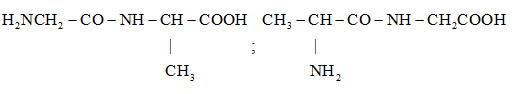 H₂NCH₂ – CO – NH – CH – COOH CH₃ – CH – CO – NH – CH₂COOH
| ; |
CH₃ NH₂